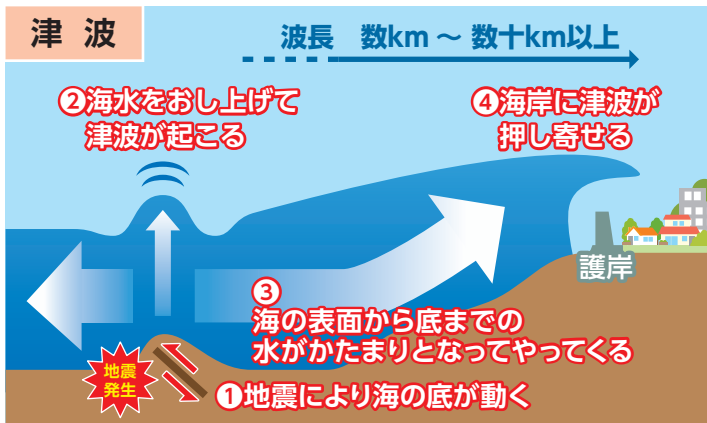 津波
波長 数km ～ 数十km以上
②海水をおし上げて
津波が起こる
④海岸に津波が
押し寄せる
護岸
③
海の表面から底までの
水がかたまりとなってやってくる
地震
発生
①地震により海の底が動く